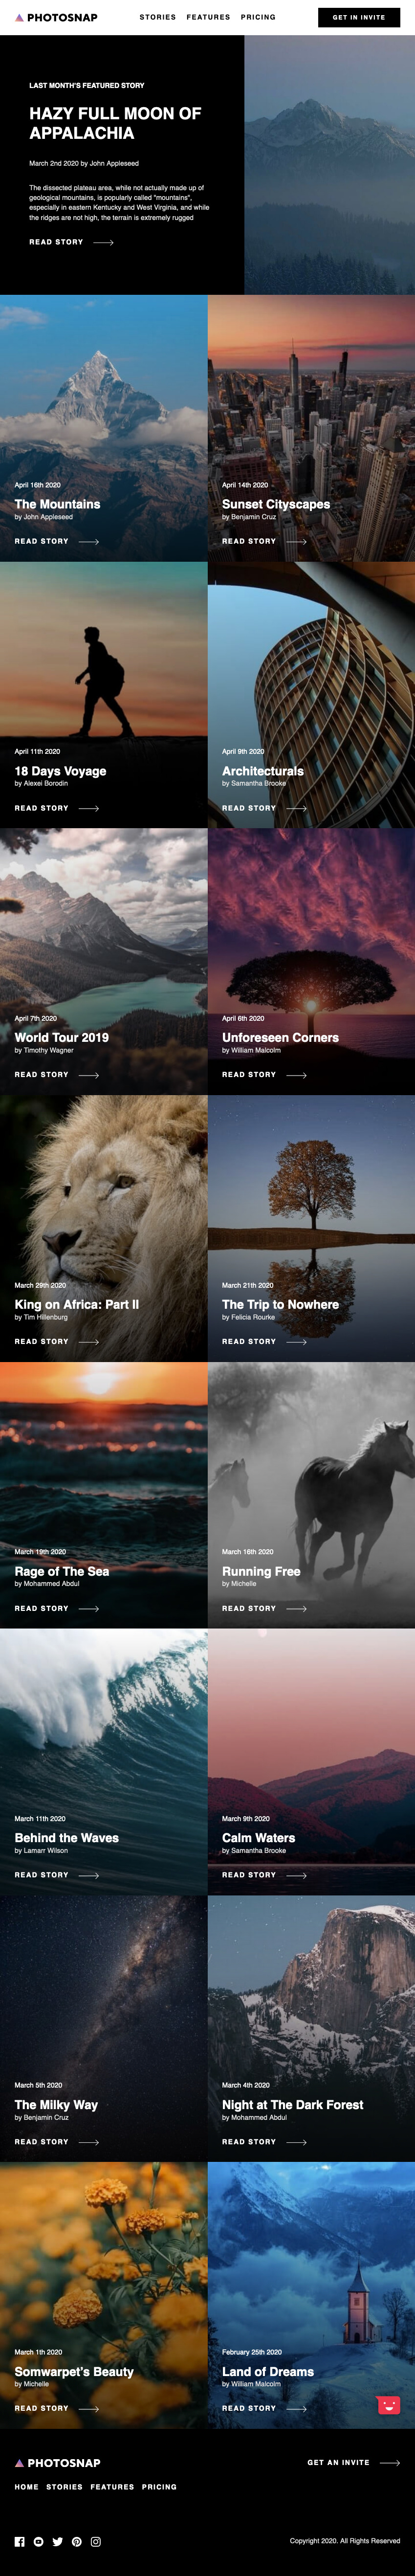 PHOTOSNAP
STORIES FEATURES PRICING
GET IN INVITE
LAST MONTH'S FEATURED STORY
HAZY FULL MOON OF
APPALACHIA
March 2nd 2020 by John Appleseed
The dissected plateau area, while not actually made up of
geological mountains, is popularly called "mountains",
especially in eastern Kentucky and West Virginia, and while
the ridges are not high, the terrain is extremely rugged
READ STORY
April 16th 2020
The Mountains
by John Appleseed
READ STORY
April 14th 2020
Sunset Cityscapes
by Benjamin Cruz
READ STORY
April 11th 2020
18 Days Voyage
by Alexei Borodin
READ STORY
April 9th 2020
Architecturals
by Samantha Brooke
READ STORY
April 7th 2020
World Tour 2019
by Timothy Wagner
READ STORY
April 6th 2020
Unforeseen Corners
by William Malcolm
READ STORY
March 29th 2020
King on Africa: Part II
by Tim Hillenburg
READ STORY
March 21th 2020
The Trip to Nowhere
by Felicia Rourke
READ STORY
March 19th 2020
Rage of The Sea
by Mohammed Abdul
READ STORY
March 16th 2020
Running Free
by Michelle
READ STORY
March 11th 2020
Behind the Waves
by Lamarr Wilson
READ STORY
March 9th 2020
Calm Waters
by Samantha Brooke
READ STORY
March 5th 2020
The Milky Way
by Benjamin Cruz
READ STORY
March 4th 2020
Night at The Dark Forest
by Mohammed Abdul
READ STORY
March 1th 2020
Somwarpet's Beauty
by Michelle
READ STORY
February 25th 2020
Land of Dreams
by William Malcolm
READ STORY
PHOTOSNAP
GET AN INVITE
HOME STORIES FEATURES PRICING
Copyright 2020. All Rights Reserved